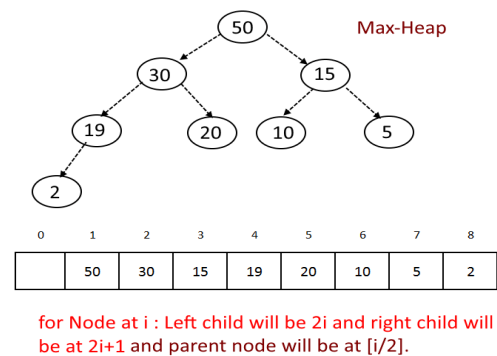 50
Max-Heap
30
15
19
20
10
5
2
0 1 2 3 4 5 6 7 8
50 30 15 19 20 10 5 2
for Node at i : Left child will be 2i and right child will
be at 2i+1 and parent node will be at [i/2].